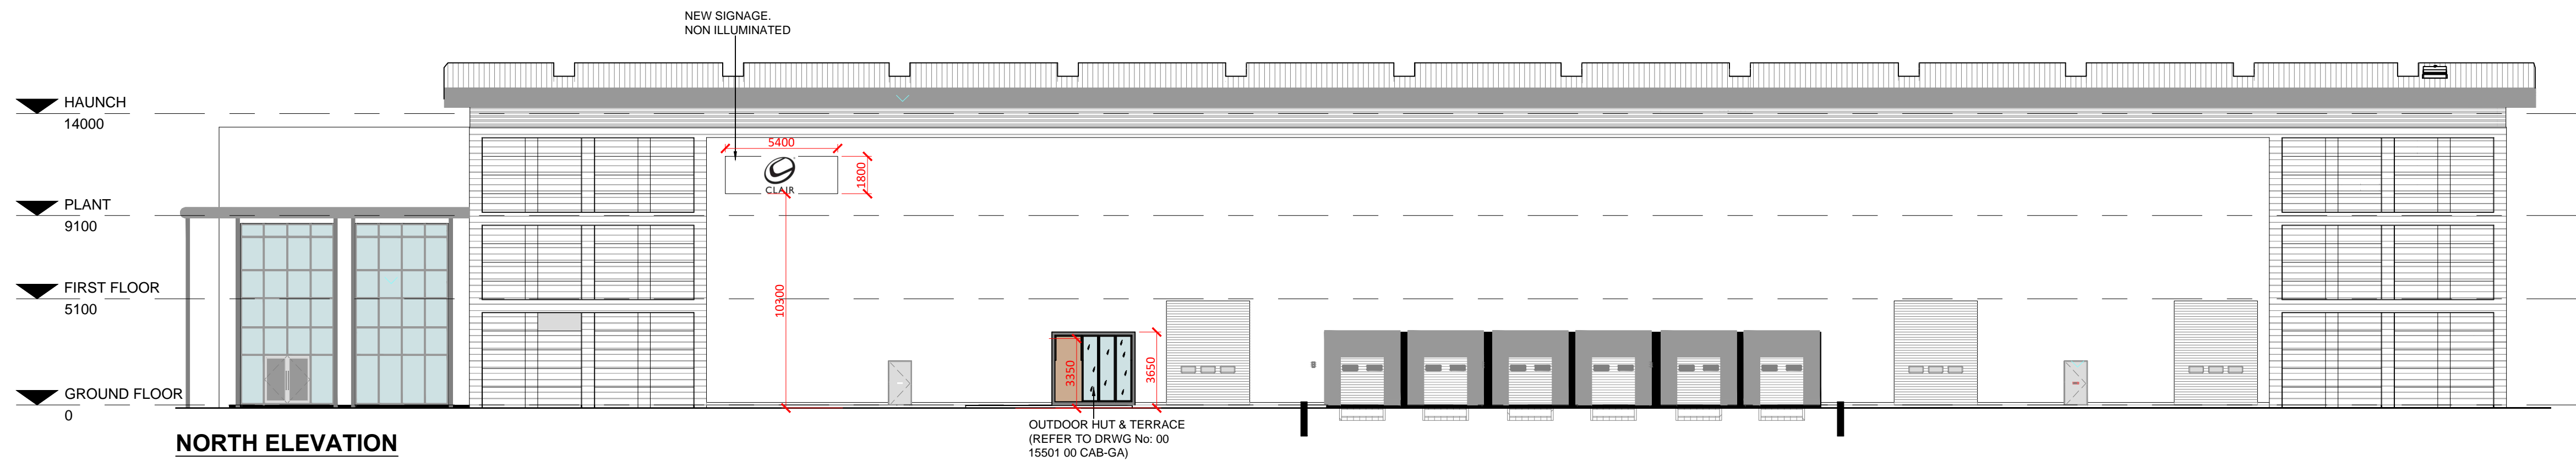 NEW SIGNAGE.
NON ILLUMINATED
HAUNCH
14000
5400
1800
CLAIR
PLANT
9100
FIRST FLOOR
5100
10300
3350
3650
GROUND FLOOR
0
OUTDOOR HUT & TERRACE
(REFER TO DRWG No: 00
15501 00 CAB-GA)
NORTH ELEVATION